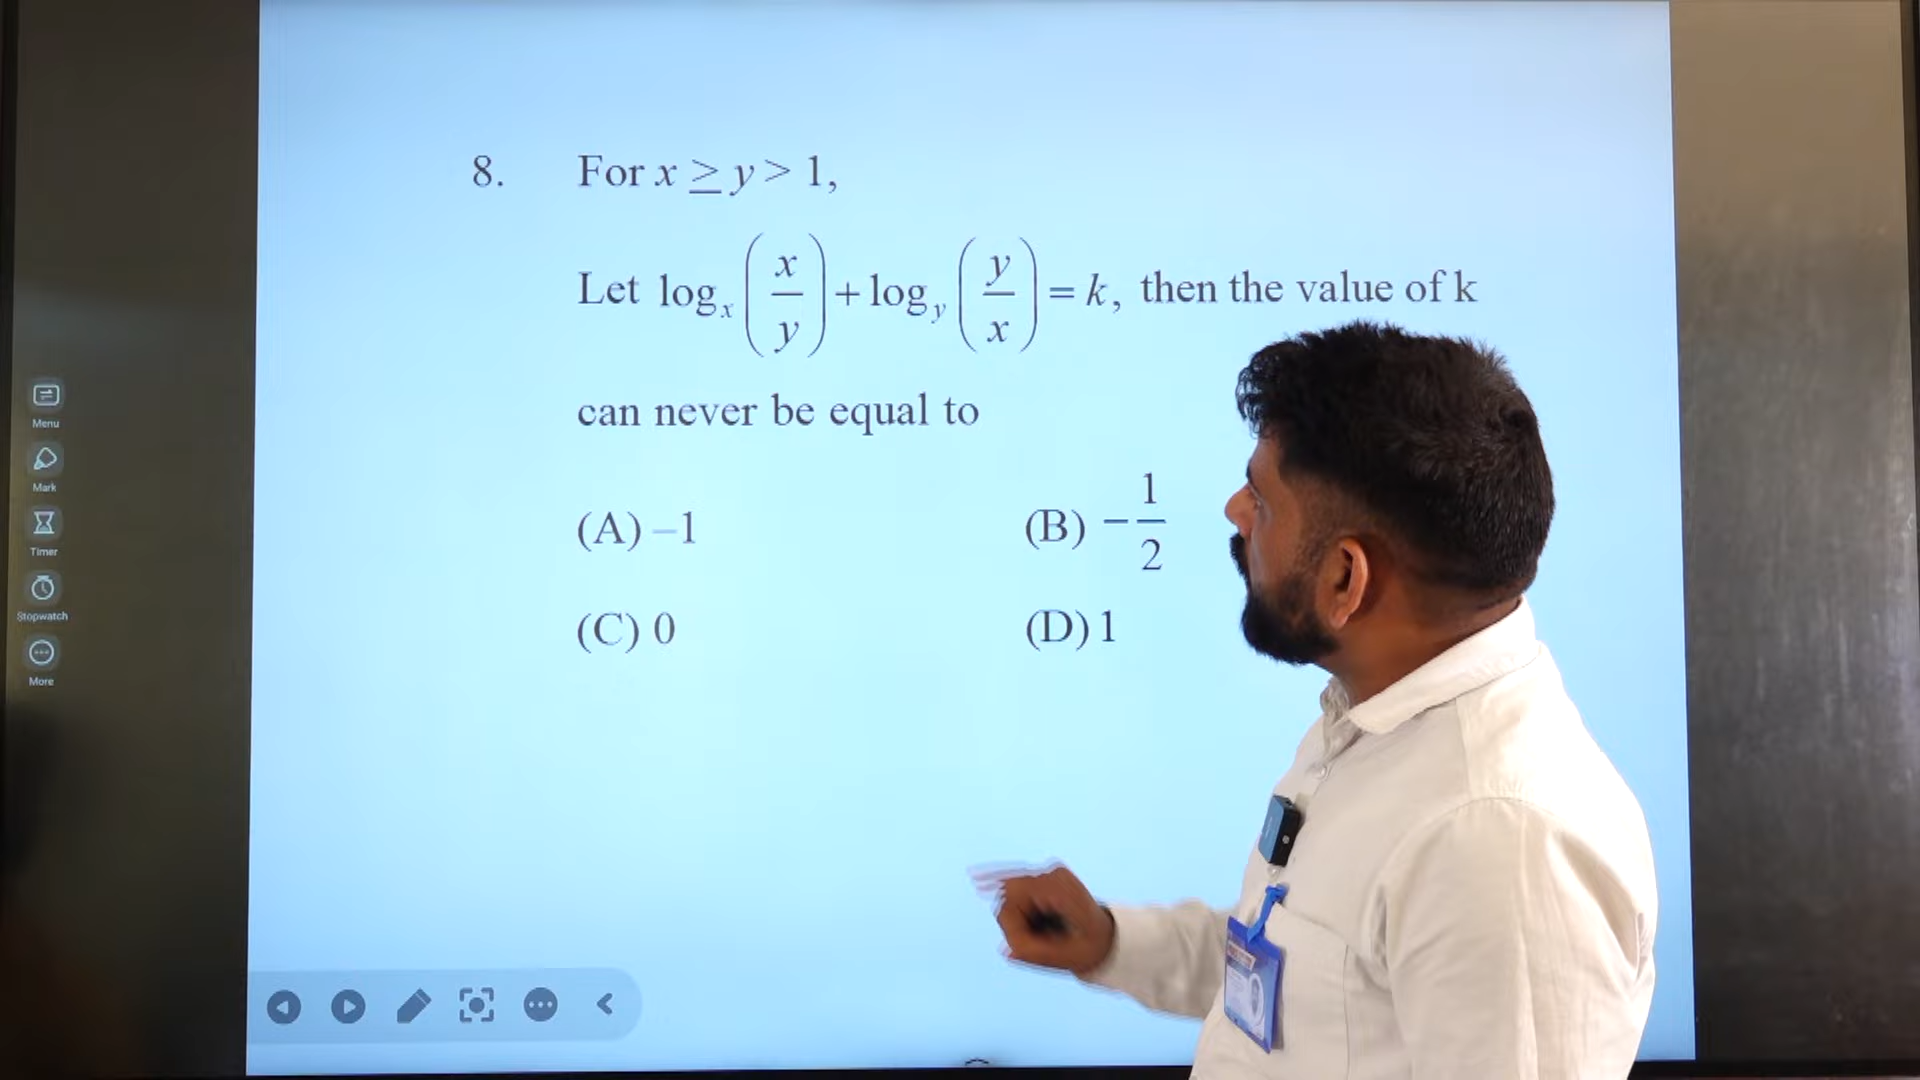 8. For x ≥ y > 1,
Let log_x (x/y) + log_y (y/x) = k, then the value of k
can never be equal to
(A) –1 (B) –1/2
(C) 0 (D) 1
Menu
Mark
Timer
Stopwatch
More